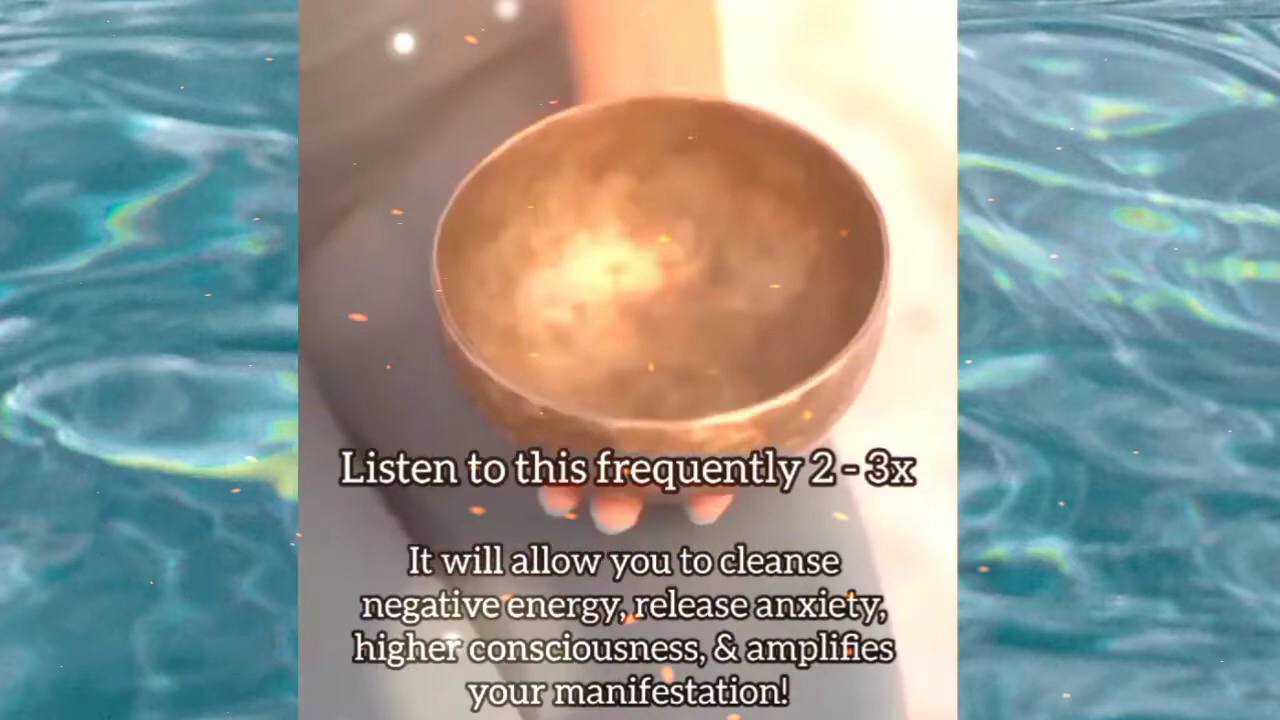 Listen to this frequently 2 - 3x
It will allow you to cleanse
negative energy, release anxiety,
higher consciousness, & amplifies
your manifestation!